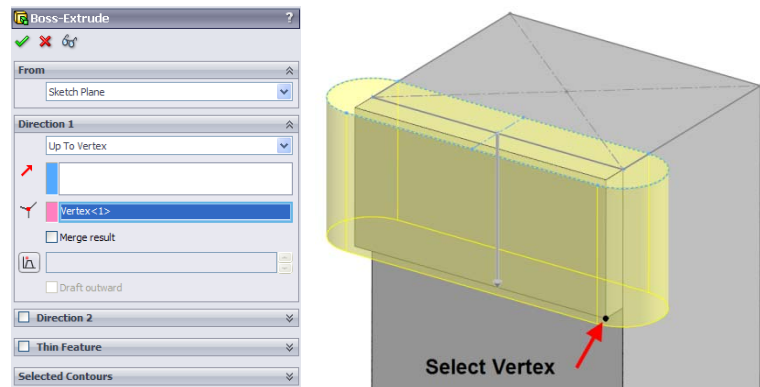 Boss-Extrude ?
From
Sketch Plane
Direction 1
Up To Vertex
Vertex<1>
Merge result
Draft outward
Direction 2
Thin Feature
Selected Contours
Select Vertex